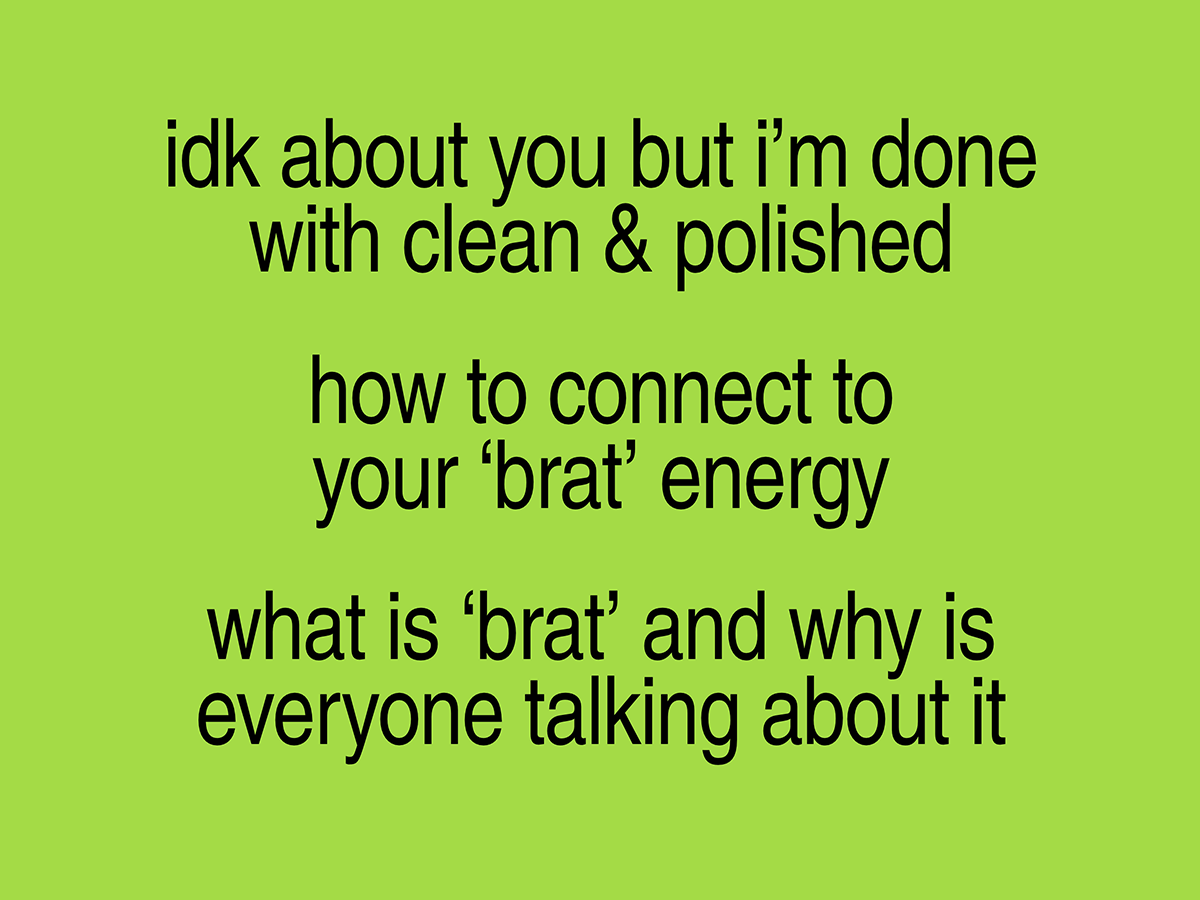 idk about you but i’m done
with clean & polished
how to connect to
your ‘brat’ energy
what is ‘brat’ and why is
everyone talking about it